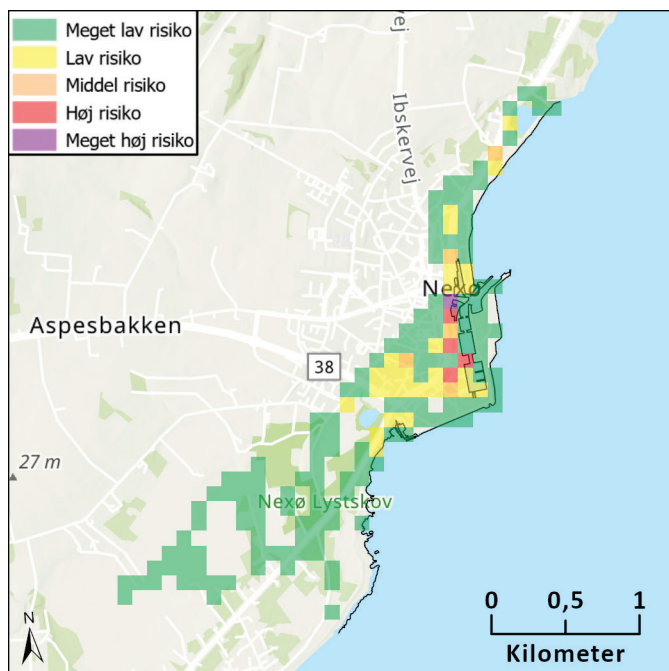 Meget lav risiko
Lav risiko
Middel risiko
Høj risiko
Meget høj risiko
vej
Ibskervej
Nexø
Aspesbakken
38
27 m
Nexø Lystskov
N
0 0,5 1
Kilometer